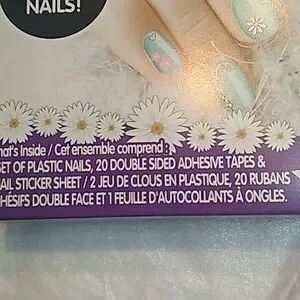 NAILS!
hat's Inside / Cet ensemble comprend :
SET OF PLASTIC NAILS, 20 DOUBLE SIDED ADHESIVE TAPES &
AIL STICKER SHEET / 2 JEU DE CLOUS EN PLASTIQUE, 20 RUBANS
HÉSIFS DOUBLE FACE ET 1 FEUILLE D'AUTOCOLLANTS À ONGLES.